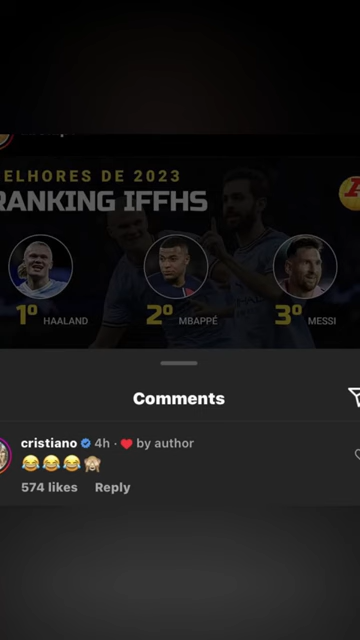 ELHORES DE 2023
RANKING IFFHS
1º HAALAND
2º MBAPPÉ
3º MESSI
Comments
cristiano 4h · ❤️ by author
😂😂😂🙈
574 likes Reply